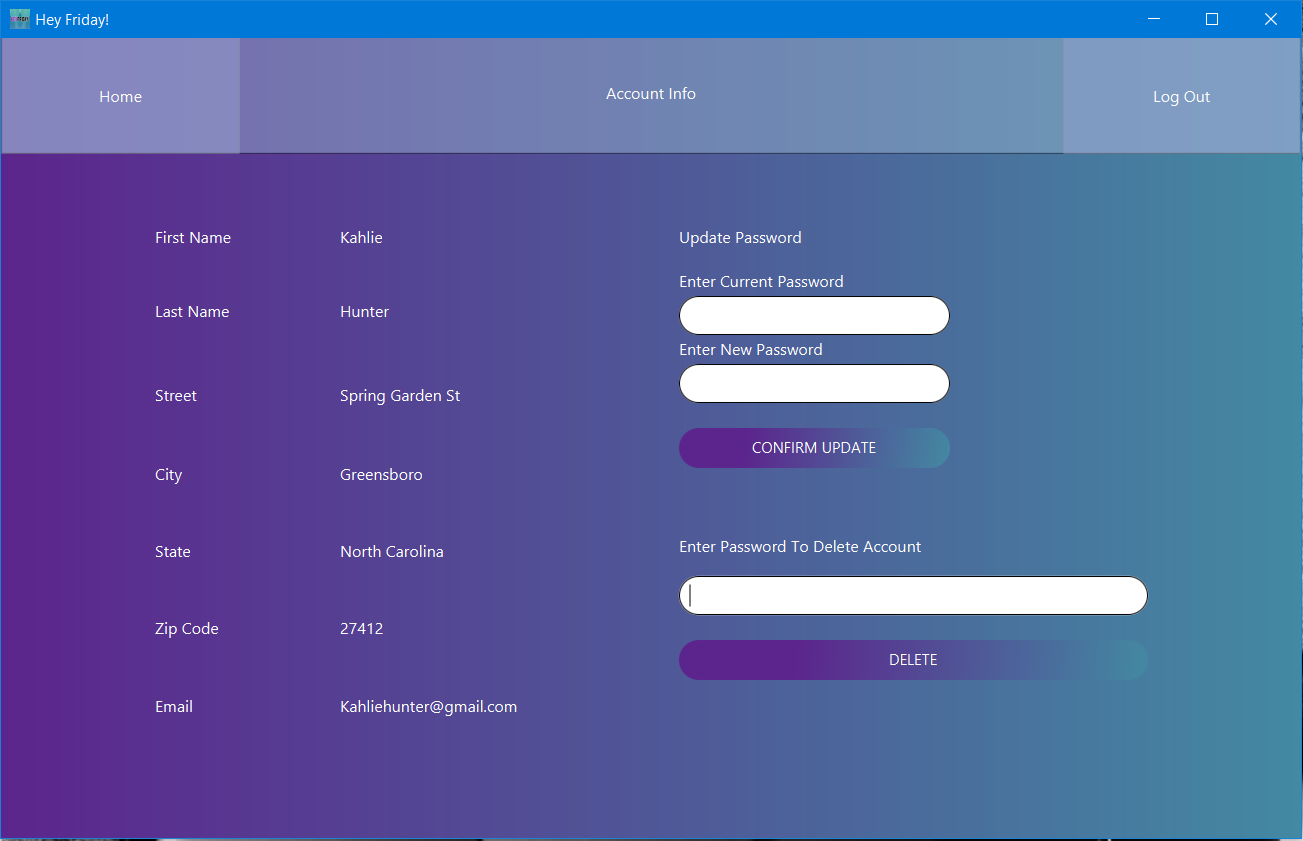 Hey Friday!
Home
Account Info
Log Out
First Name Kahlie
Last Name Hunter
Street Spring Garden St
City Greensboro
State North Carolina
Zip Code 27412
Email Kahliehunter@gmail.com
Update Password
Enter Current Password
Enter New Password
CONFIRM UPDATE
Enter Password To Delete Account
DELETE